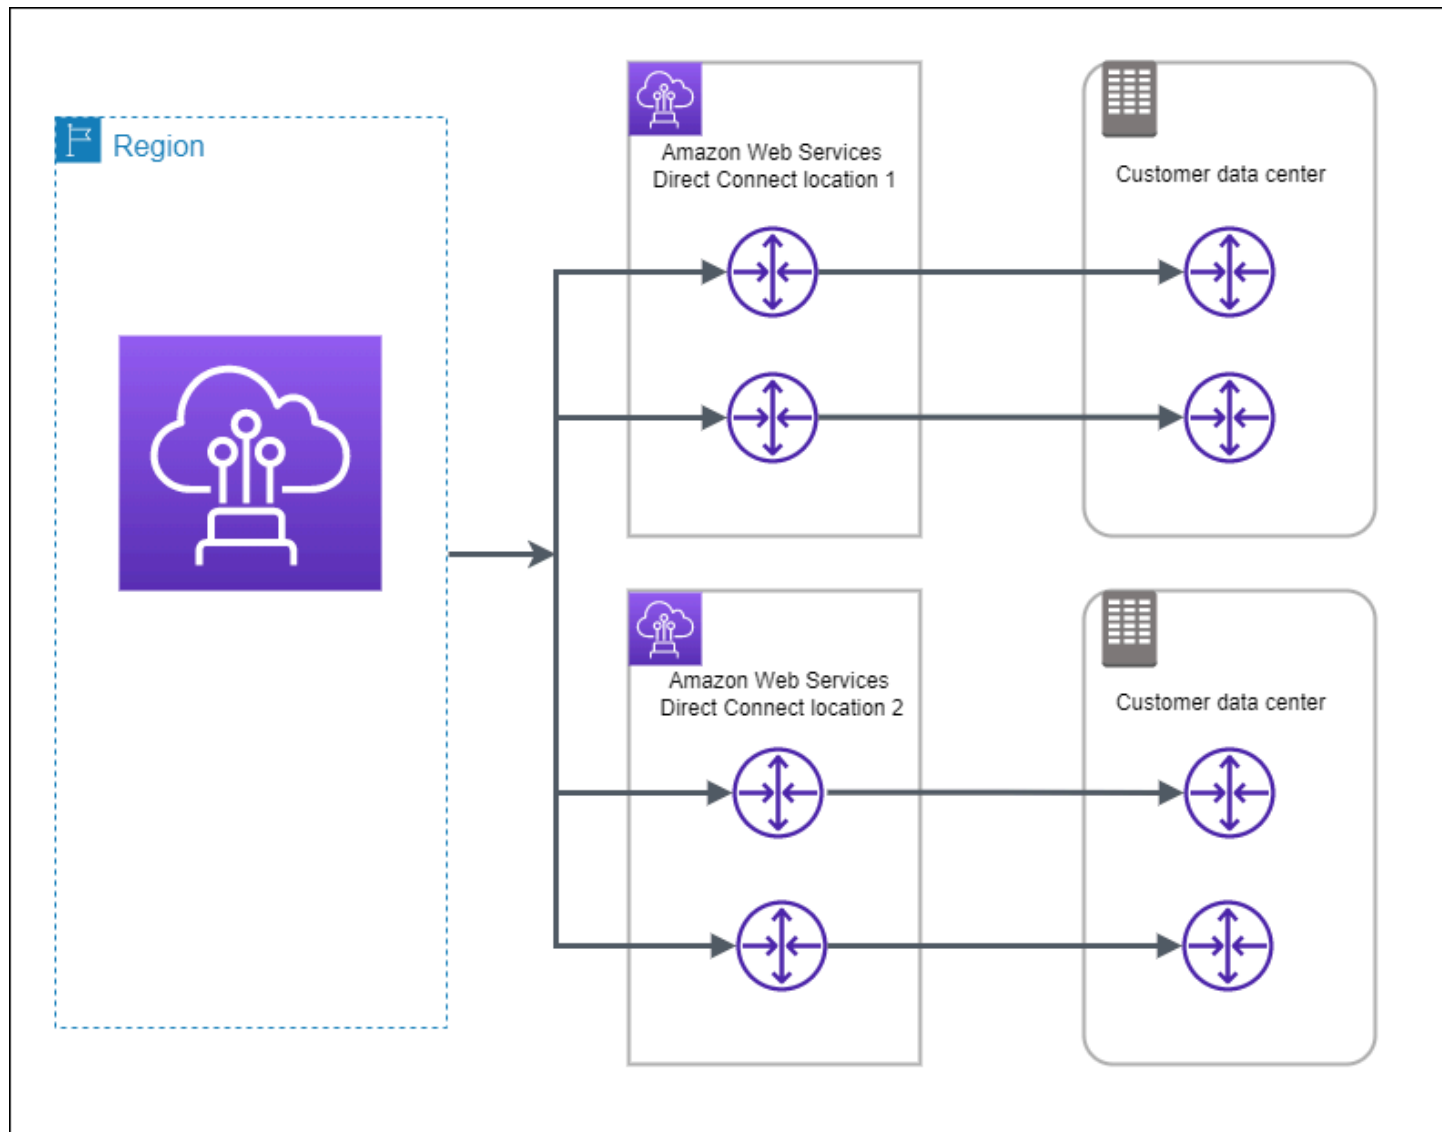 Region
Amazon Web Services
Direct Connect location 1
Customer data center
Amazon Web Services
Direct Connect location 2
Customer data center